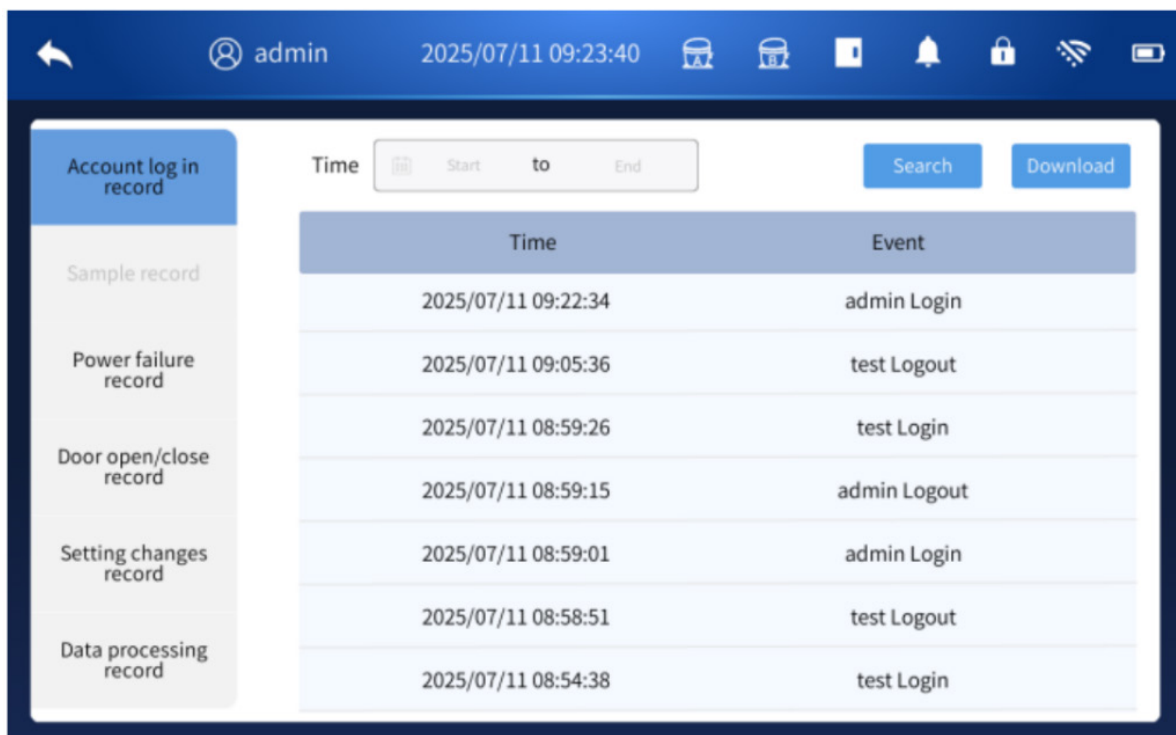 admin 2025/07/11 09:23:40 A B
Account log in
record
Sample record
Power failure
record
Door open/close
record
Setting changes
record
Data processing
record
Time Start to End Search Download
Time Event
2025/07/11 09:22:34 admin Login
2025/07/11 09:05:36 test Logout
2025/07/11 08:59:26 test Login
2025/07/11 08:59:15 admin Logout
2025/07/11 08:59:01 admin Login
2025/07/11 08:58:51 test Logout
2025/07/11 08:54:38 test Login